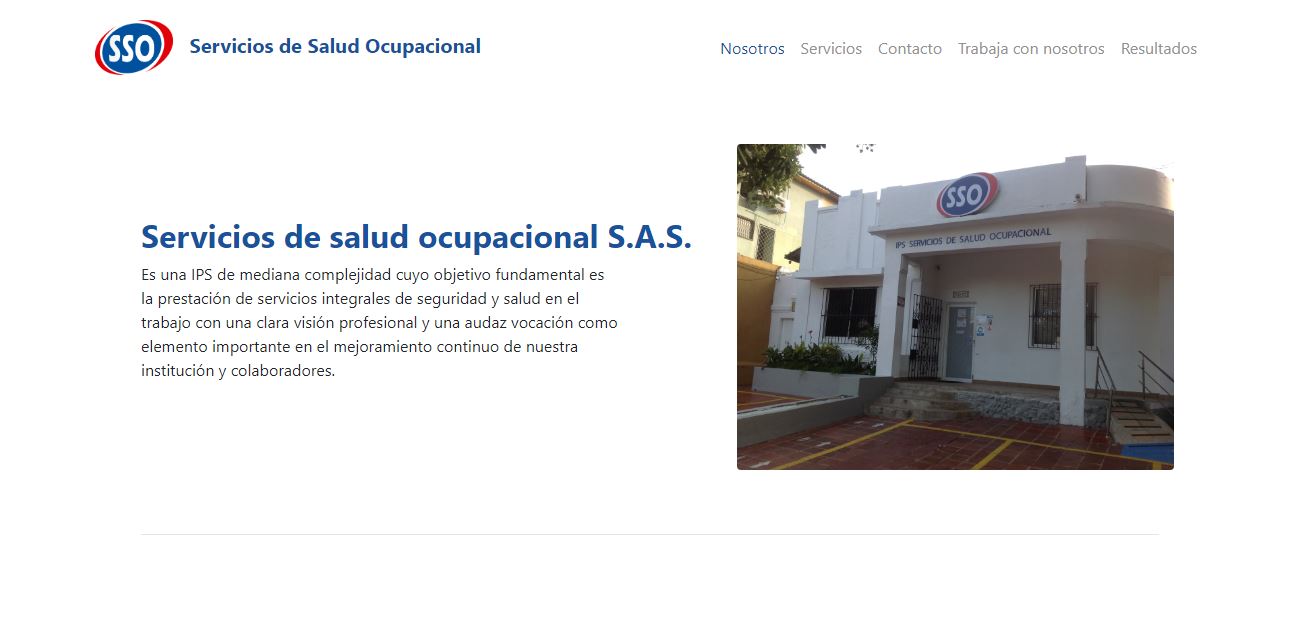 SSO
Servicios de Salud Ocupacional
Nosotros
Servicios
Contacto
Trabaja con nosotros
Resultados
SSO
IPS SERVICIOS DE SALUD OCUPACIONAL
Servicios de salud ocupacional S.A.S.
Es una IPS de mediana complejidad cuyo objetivo fundamental es
la prestación de servicios integrales de seguridad y salud en el
trabajo con una clara visión profesional y una audaz vocación como
elemento importante en el mejoramiento continuo de nuestra
institución y colaboradores.